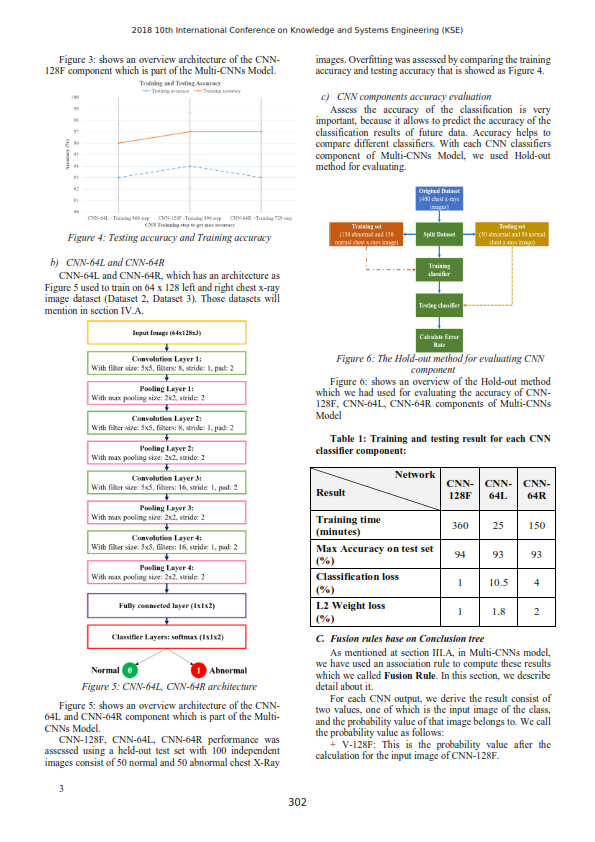 2018 10th International Conference on Knowledge and Systems Engineering (KSE)
Figure 3: shows an overview architecture of the CNN-
128F component which is part of the Multi-CNNs Model.
Training and Testing Accuracy
Testting accuracy Training accuracy
Accuracy (%)
100
99
98
97
96
95
94
93
92
91
90
CNN-64L - Training 660 step CNN-128F - Training 896 step CNN-64R - Training 720 step
CNN Trainning step to get max accuracy
Figure 4: Testing accuracy and Training accuracy
b) CNN-64L and CNN-64R
CNN-64L and CNN-64R, which has an architecture as
Figure 5 used to train on 64 x 128 left and right chest x-ray
image dataset (Dataset 2, Dataset 3). Those datasets will
mention in section IV.A.
Input Image (64x128x3)
Convolution Layer 1:
With filter size: 5x5, filters: 8, stride: 1, pad: 2
Pooling Layer 1:
With max pooling size: 2x2, stride: 2
Convolution Layer 2:
With filter size: 5x5, filters: 8, stride: 1, pad: 2
Pooling Layer 2:
With max pooling size: 2x2, stride: 2
Convolution Layer 3:
With filter size: 5x5, filters: 16, stride: 1, pad: 2
Pooling Layer 3:
With max pooling size: 2x2, stride: 2
Convolution Layer 4:
With filter size: 5x5, filters: 16, stride: 1, pad: 2
Pooling Layer 4:
With max pooling size: 2x2, stride: 2
Fully connected layer (1x1x2)
Classifier Layers: softmax (1x1x2)
Normal 0 1 Abnormal
Figure 5: CNN-64L, CNN-64R architecture
Figure 5: shows an overview architecture of the CNN-
64L and CNN-64R component which is part of the Multi-
CNNs Model.
CNN-128F, CNN-64L, CNN-64R performance was
assessed using a held-out test set with 100 independent
images consist of 50 normal and 50 abnormal chest X-Ray
images. Overfitting was assessed by comparing the training
accuracy and testing accuracy that is showed as Figure 4.
c) CNN components accuracy evaluation
Assess the accuracy of the classification is very
important, because it allows to predict the accuracy of the
classification results of future data. Accuracy helps to
compare different classifiers. With each CNN classifiers
component of Multi-CNNs Model, we used Hold-out
method for evaluating.
Original Dataset
(400 chest x-rays
images)
Training set
(150 abnormal and 150
normal chest x-rays image)
Split Dataset
Testing set
(50 abnormal and 50 normal
chest x-rays image)
Training
classifier
Testing classifier
Calculate Error
Rate
Figure 6: The Hold-out method for evaluating CNN
component
Figure 6: shows an overview of the Hold-out method
which we had used for evaluating the accuracy of CNN-
128F, CNN-64L, CNN-64R components of Multi-CNNs
Model
Table 1: Training and testing result for each CNN
classifier component:
Network
Result
CNN-128F CNN-64L CNN-64R
Training time (minutes) 360 25 150
Max Accuracy on test set (%) 94 93 93
Classification loss (%) 1 10.5 4
L2 Weight loss (%) 1 1.8 2
C. Fusion rules base on Conclusion tree
As mentioned at section III.A, in Multi-CNNs model,
we have used an association rule to compute these results
which we called Fusion Rule. In this section, we describe
detail about it.
For each CNN output, we derive the result consist of
two values, one of which is the input image of the class,
and the probability value of that image belongs to. We call
the probability value as follows:
+ V-128F: This is the probability value after the
calculation for the input image of CNN-128F.
3
302